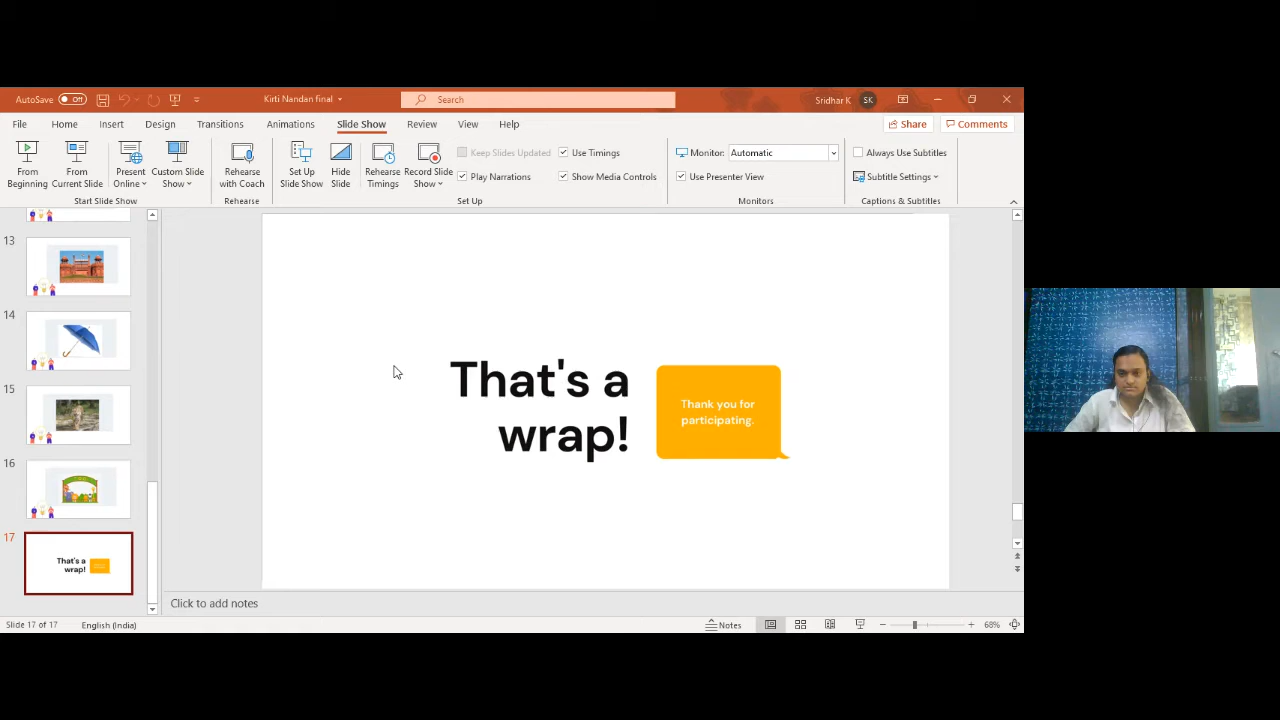 AutoSave
Off
Kirti Nandan final
Search
Sridhar K
SK
File
Home
Insert
Design
Transitions
Animations
Slide Show
Review
View
Help
Share
Comments
From Beginning
From Current Slide
Present Online
Custom Slide Show
Start Slide Show
Rehearse with Coach
Rehearse
Set Up Slide Show
Hide Slide
Rehearse Timings
Record Slide Show
Keep Slides Updated
Use Timings
Play Narrations
Show Media Controls
Set Up
Monitor:
Automatic
Use Presenter View
Monitors
Always Use Subtitles
Subtitle Settings
Captions & Subtitles
13
14
15
16
17
That's a
wrap!
That's a
wrap!
Thank you for
participating.
Click to add notes
Slide 17 of 17
English (India)
Notes
68%